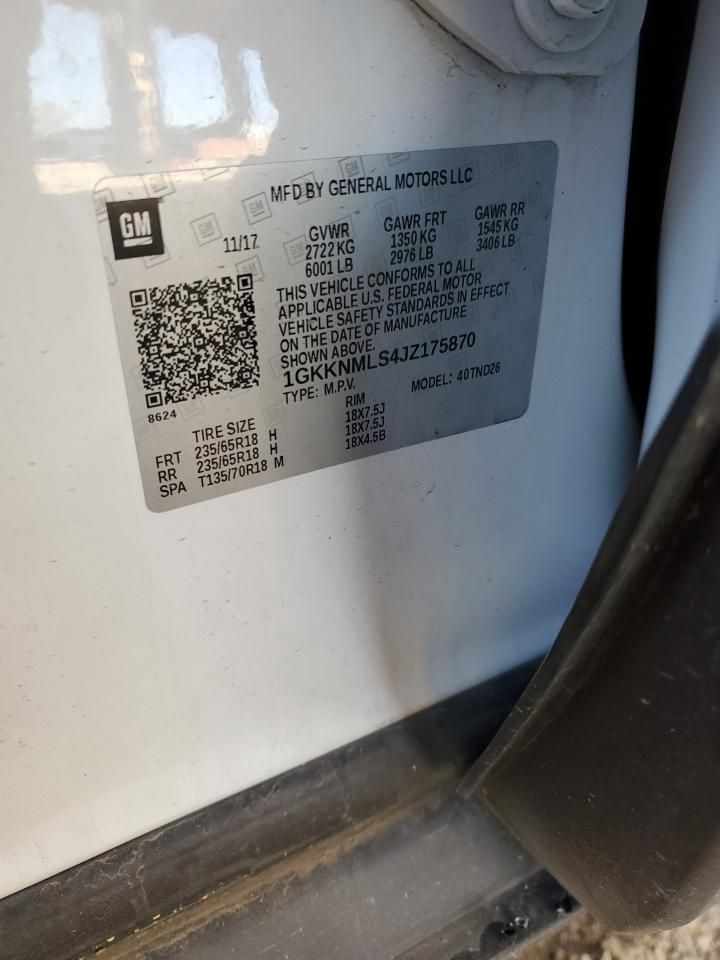 MFD BY GENERAL MOTORS LLC
GM
11/17
GVWR GAWR FRT GAWR RR
2722 KG 1350 KG 1545 KG
6001 LB 2976 LB 3406 LB
THIS VEHICLE CONFORMS TO ALL
APPLICABLE U.S. FEDERAL MOTOR
VEHICLE SAFETY STANDARDS IN EFFECT
ON THE DATE OF MANUFACTURE
SHOWN ABOVE.
1GKKNMLS4JZ175870
TYPE: M.P.V. MODEL: 40TND26
8624
TIRE SIZE RIM
FRT 235/65R18 H 18X7.5J
RR 235/65R18 H 18X7.5J
SPA T135/70R18 M 18X4.5B